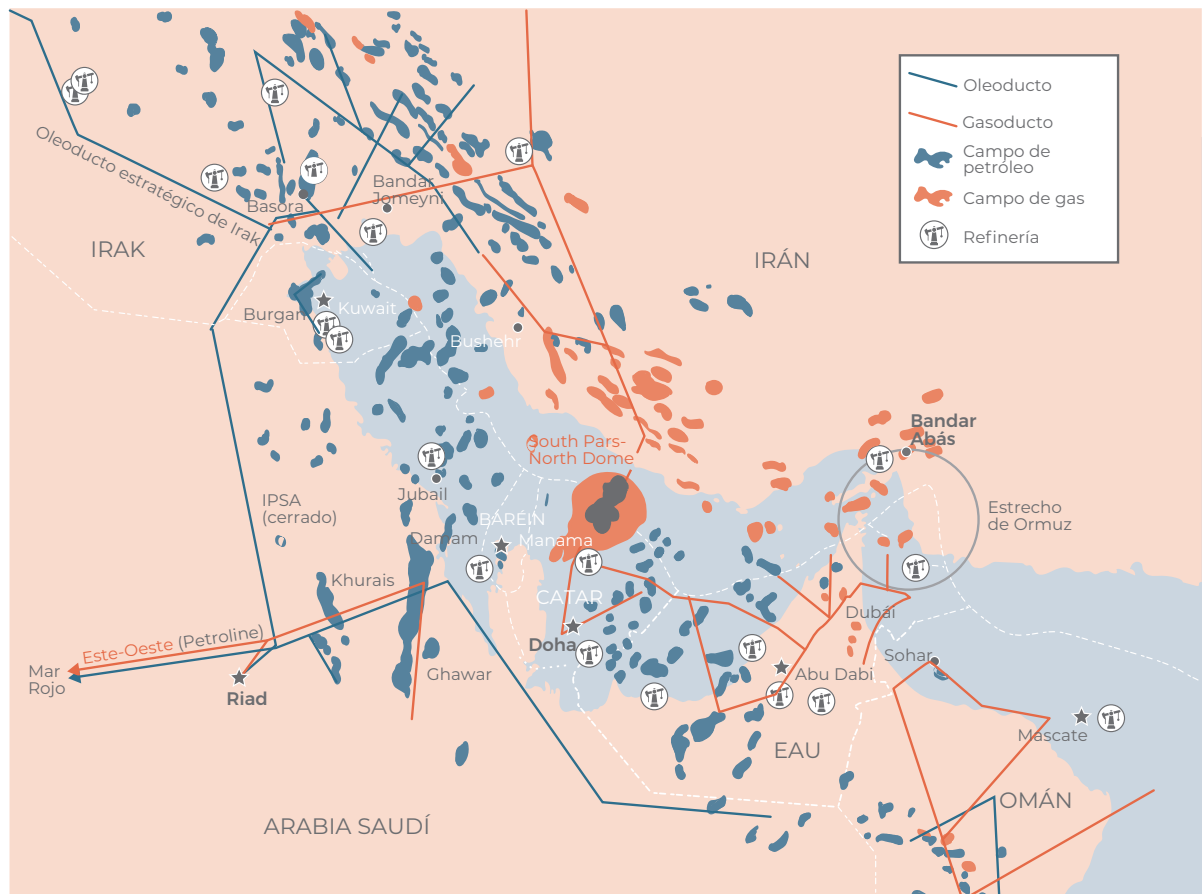 Oleoducto
Gasoducto
Campo de
petróleo
Campo de gas
Refinería
Oleoducto estratégico de Irak
Basora
Bandar
Jomeyni
IRAK
IRÁN
Burgan
Kuwait
Bushehr
Bandar
Abás
South Pars-
North Dome
Jubail
IPSA
(cerrado)
Estrecho
de Ormuz
BARÉIN
Damam
Manama
Khurais
CATAR
Dubái
Este-Oeste (Petroline)
Doha
Sohar
Mar
Rojo
Riad
Ghawar
Abu Dabi
Mascate
EAU
OMÁN
ARABIA SAUDÍ